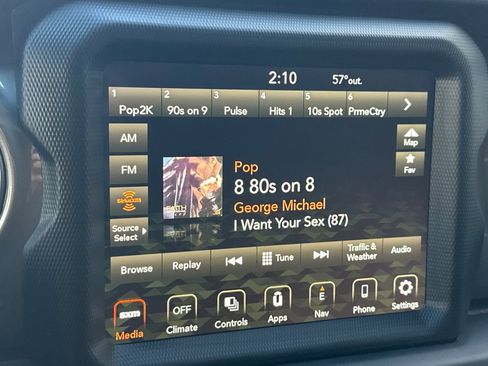 2:10 57°out.
1 2 3 4 5 6
Pop2K 90s on 9 Pulse Hits 1 10s Spot PrmeCtry
AM
Map
FM
Fav
Pop
8 80s on 8
SiriusXM
George Michael
I Want Your Sex (87)
Source
Select
Browse Replay Tune Traffic & Weather Audio
sxm OFF E
Media Climate Controls Apps Nav Phone Settings